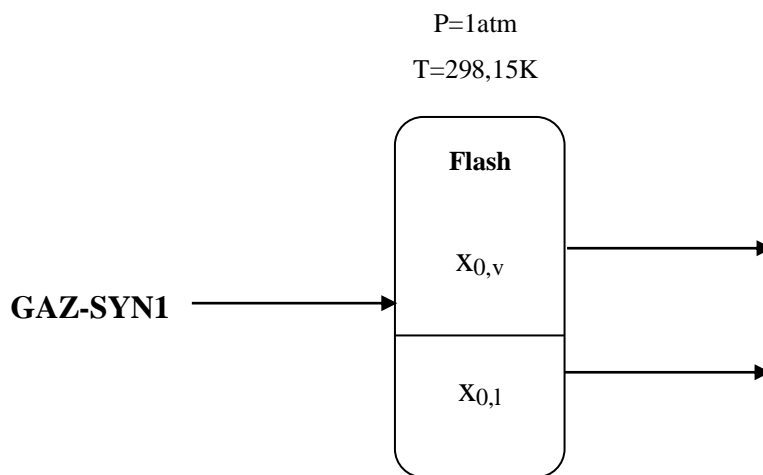 P=1atm
T=298,15K
Flash
x0,v
GAZ-SYN1
x0,l